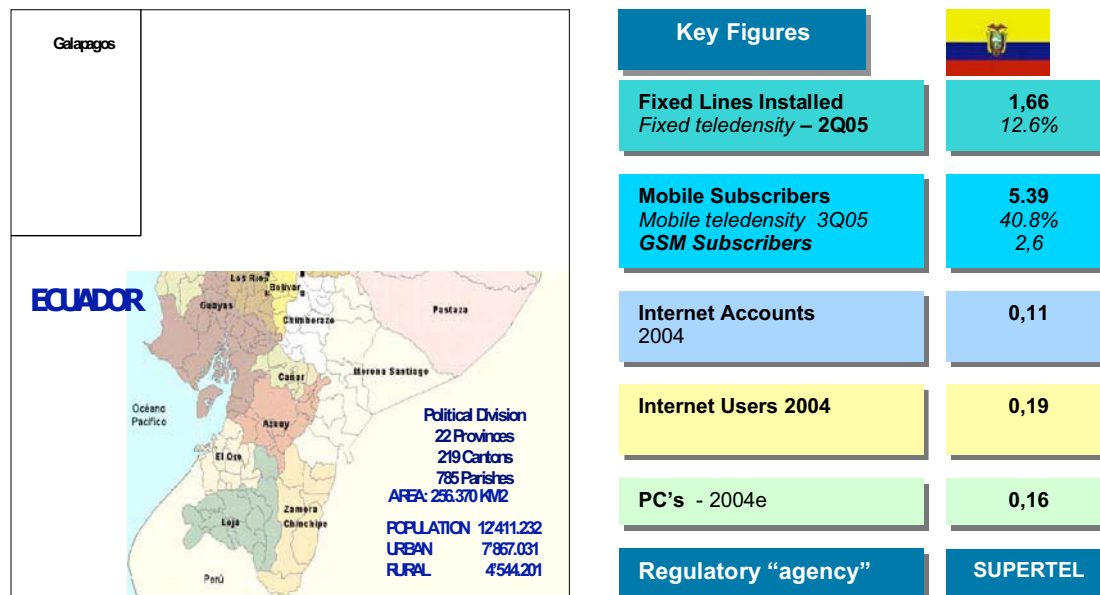 Galapagos
ECUADOR
Los Rios
Bolivar
Guayas
Chimborazo
Pastaza
Cañar
Morona Santiago
Océano
Pacífico
Azuay
El Oro
Loja
Zamora
Chinchipe
Perú
Political Division
22 Provinces
219 Cantons
785 Parishes
AREA: 256.370 KM2
POPULATION 12'411.232
URBAN 7'867.031
RURAL 4'544.201
Key Figures
Fixed Lines Installed 1,66
Fixed teledensity – 2Q05 12.6%
Mobile Subscribers 5.39
Mobile teledensity 3Q05 40.8%
GSM Subscribers 2,6
Internet Accounts 0,11
2004
Internet Users 2004 0,19
PC's - 2004e 0,16
Regulatory “agency” SUPERTEL